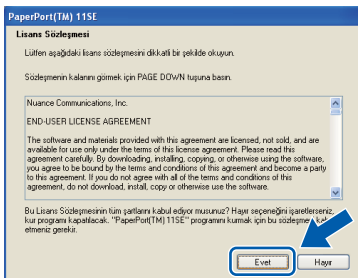 PaperPort(TM) 11SE
Lisans Sözleşmesi
Lütfen aşağıdaki lisans sözleşmesini dikkatli bir şekilde okuyun.
Sözleşmenin kalanını görmek için PAGE DOWN tuşuna basın.
Nuance Communications, Inc.
END-USER LICENSE AGREEMENT
The software and materials provided with this agreement are licensed, not sold, and are
available for use only under the terms of this license agreement. Please read this
agreement carefully. By downloading, installing, copying, or otherwise using the software,
you agree to be bound by the terms and conditions of this agreement and become a party
to this agreement. If you do not agree with all of the terms and conditions of this
agreement, do not download, install, copy or otherwise use the software.
Bu Lisans Sözleşmesinin tüm şartlarını kabul ediyor musunuz? Hayır seçeneğini işaretlerseniz,
kur programı kapatılacak. "PaperPort(TM) 11SE" programını kurmak için bu sözleşmeyi
etmeniz gerekir.
Evet
Hayır